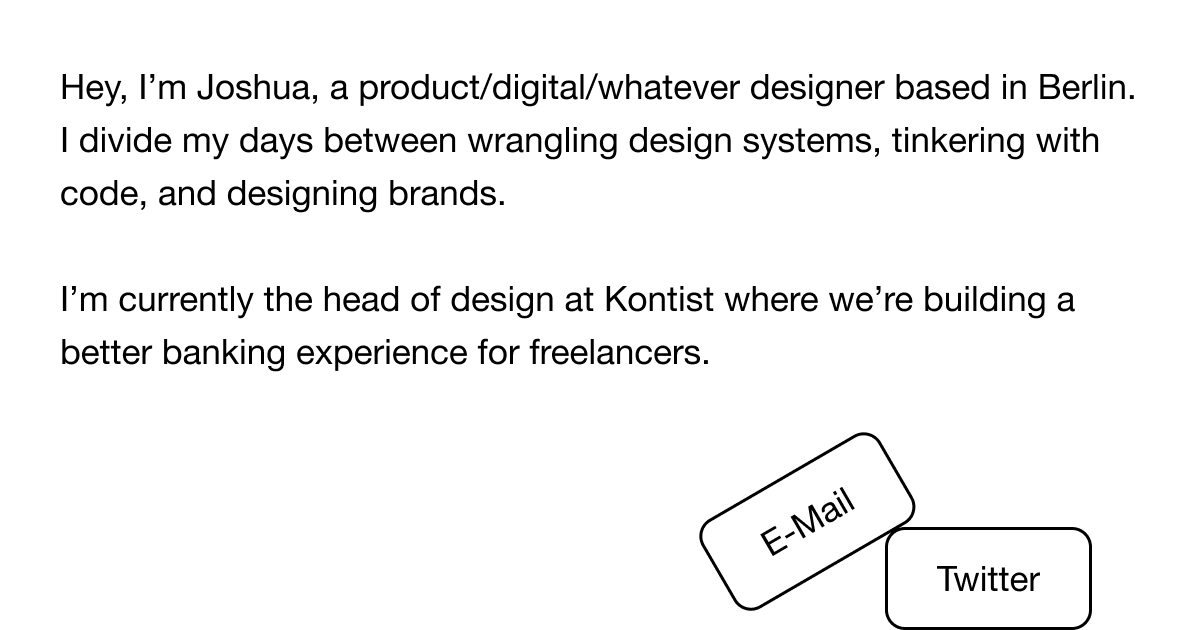 Hey, I’m Joshua, a product/digital/whatever designer based in Berlin.
I divide my days between wrangling design systems, tinkering with
code, and designing brands.
I’m currently the head of design at Kontist where we’re building a
better banking experience for freelancers.
E-Mail
Twitter